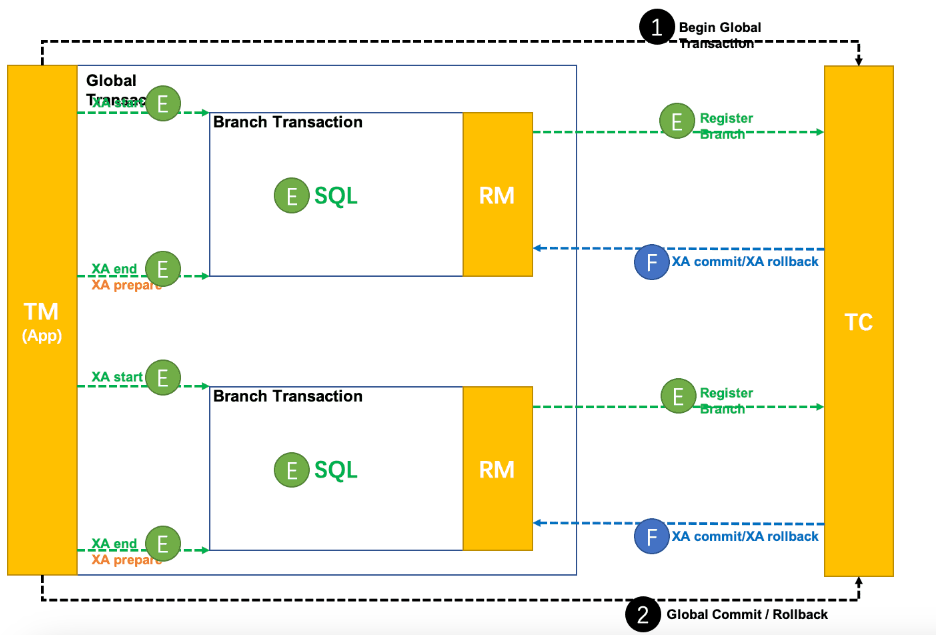 1
Begin Global
Transaction
Global
Transac
XA start
E
Branch Transaction
E
Register
Branch
E
SQL
RM
XA end
E
XA prepare
F
XA commit/XA rollback
TM
(App)
TC
XA start
E
Branch Transaction
E
Register
Branch
E
SQL
RM
XA end
E
XA prepare
F
XA commit/XA rollback
2
Global Commit / Rollback